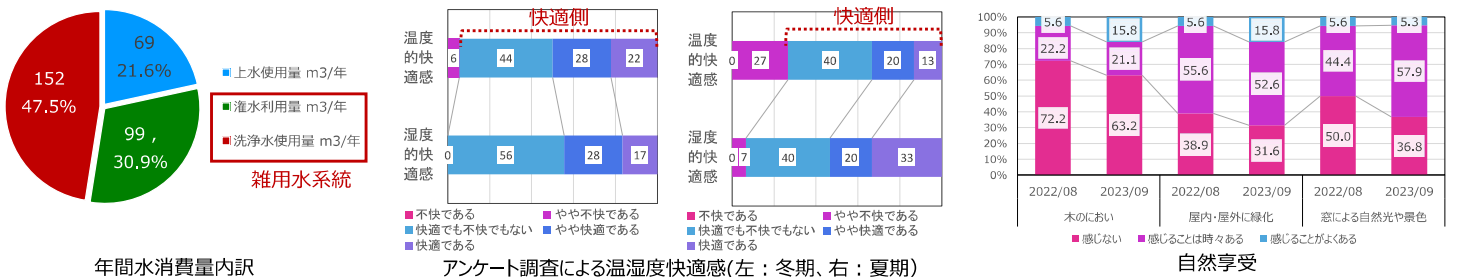 69
21.6%
152
47.5%
99 ,
30.9%
上水使用量 m3/年
潅水利用量 m3/年
洗浄水使用量 m3/年
雑用水系統
年間水消費量内訳
快適側
温度
的快
適感
6 44 28 22
湿度
的快
適感
0 56 28 17
不快である やや不快である
快適でも不快でもない やや快適である
快適である
快適側
温度
的快
適感
0 27 40 20 13
湿度
的快
適感
0 7 40 20 33
不快である やや不快である
快適でも不快でもない やや快適である
快適である
アンケート調査による温湿度快適感(左：冬期、右：夏期)
100%
90%
80%
70%
60%
50%
40%
30%
20%
10%
0%
5.6 15.8 5.6 15.8 5.6 5.3
22.2 21.1 55.6 52.6 44.4 57.9
72.2 63.2 38.9 31.6 50.0 36.8
2022/08 2023/09 2022/08 2023/09 2022/08 2023/09
木のにおい 屋内・屋外に緑化 窓による自然光や景色
感じない 感じることは時々ある 感じることがよくある
自然享受